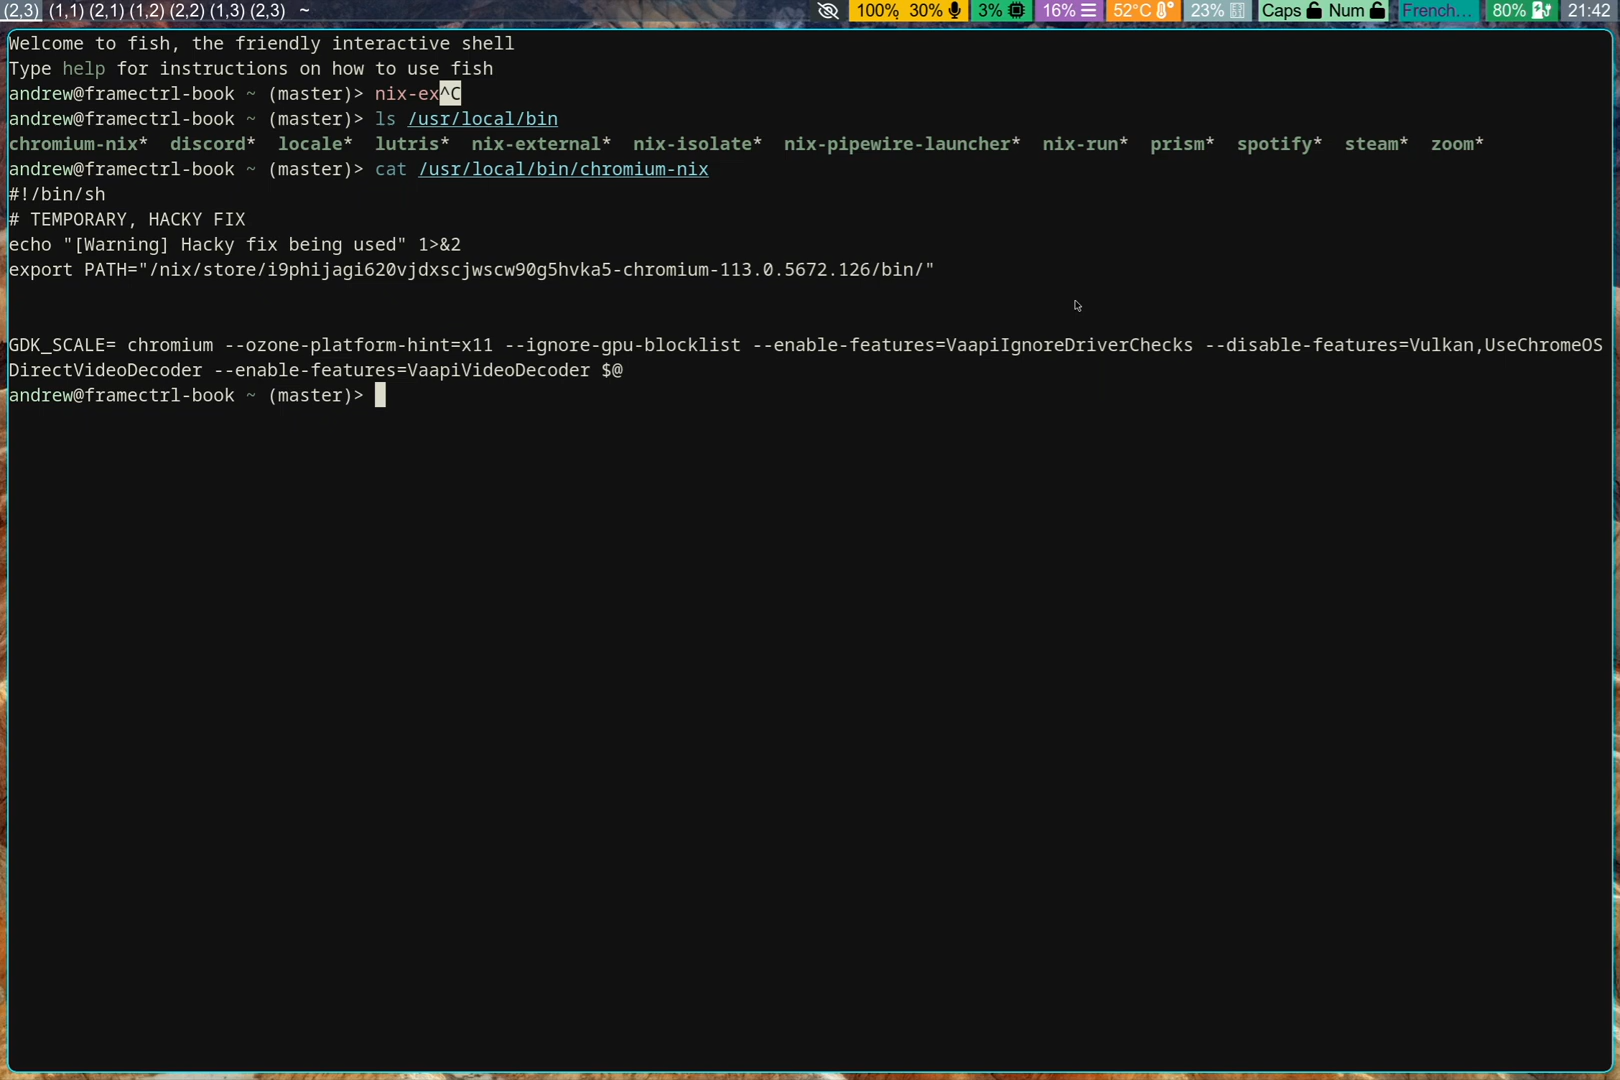 (2,3) (1,1) (2,1) (1,2) (2,2) (1,3) (2,3) ~ 100% 30% 3% 16% 52°C 23% Caps Num French... 80% 21:42
Welcome to fish, the friendly interactive shell
Type help for instructions on how to use fish
andrew@framectrl-book ~ (master)> nix-ex^C
andrew@framectrl-book ~ (master)> ls /usr/local/bin
chromium-nix* discord* locale* lutris* nix-external* nix-isolate* nix-pipewire-launcher* nix-run* prism* spotify* steam* zoom*
andrew@framectrl-book ~ (master)> cat /usr/local/bin/chromium-nix
#!/bin/sh
# TEMPORARY, HACKY FIX
echo "[Warning] Hacky fix being used" 1>&2
export PATH="/nix/store/i9phijagi620vjdxscjwscw90g5hvka5-chromium-113.0.5672.126/bin/"
GDK_SCALE= chromium --ozone-platform-hint=x11 --ignore-gpu-blocklist --enable-features=VaapiIgnoreDriverChecks --disable-features=Vulkan,UseChromeOS
DirectVideoDecoder --enable-features=VaapiVideoDecoder $@
andrew@framectrl-book ~ (master)>